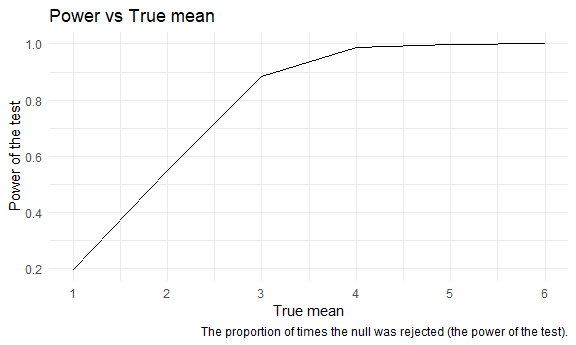 Power vs True mean
1.0
0.8
0.6
0.4
0.2
Power of the test
1 2 3 4 5 6
True mean
The proportion of times the null was rejected (the power of the test).